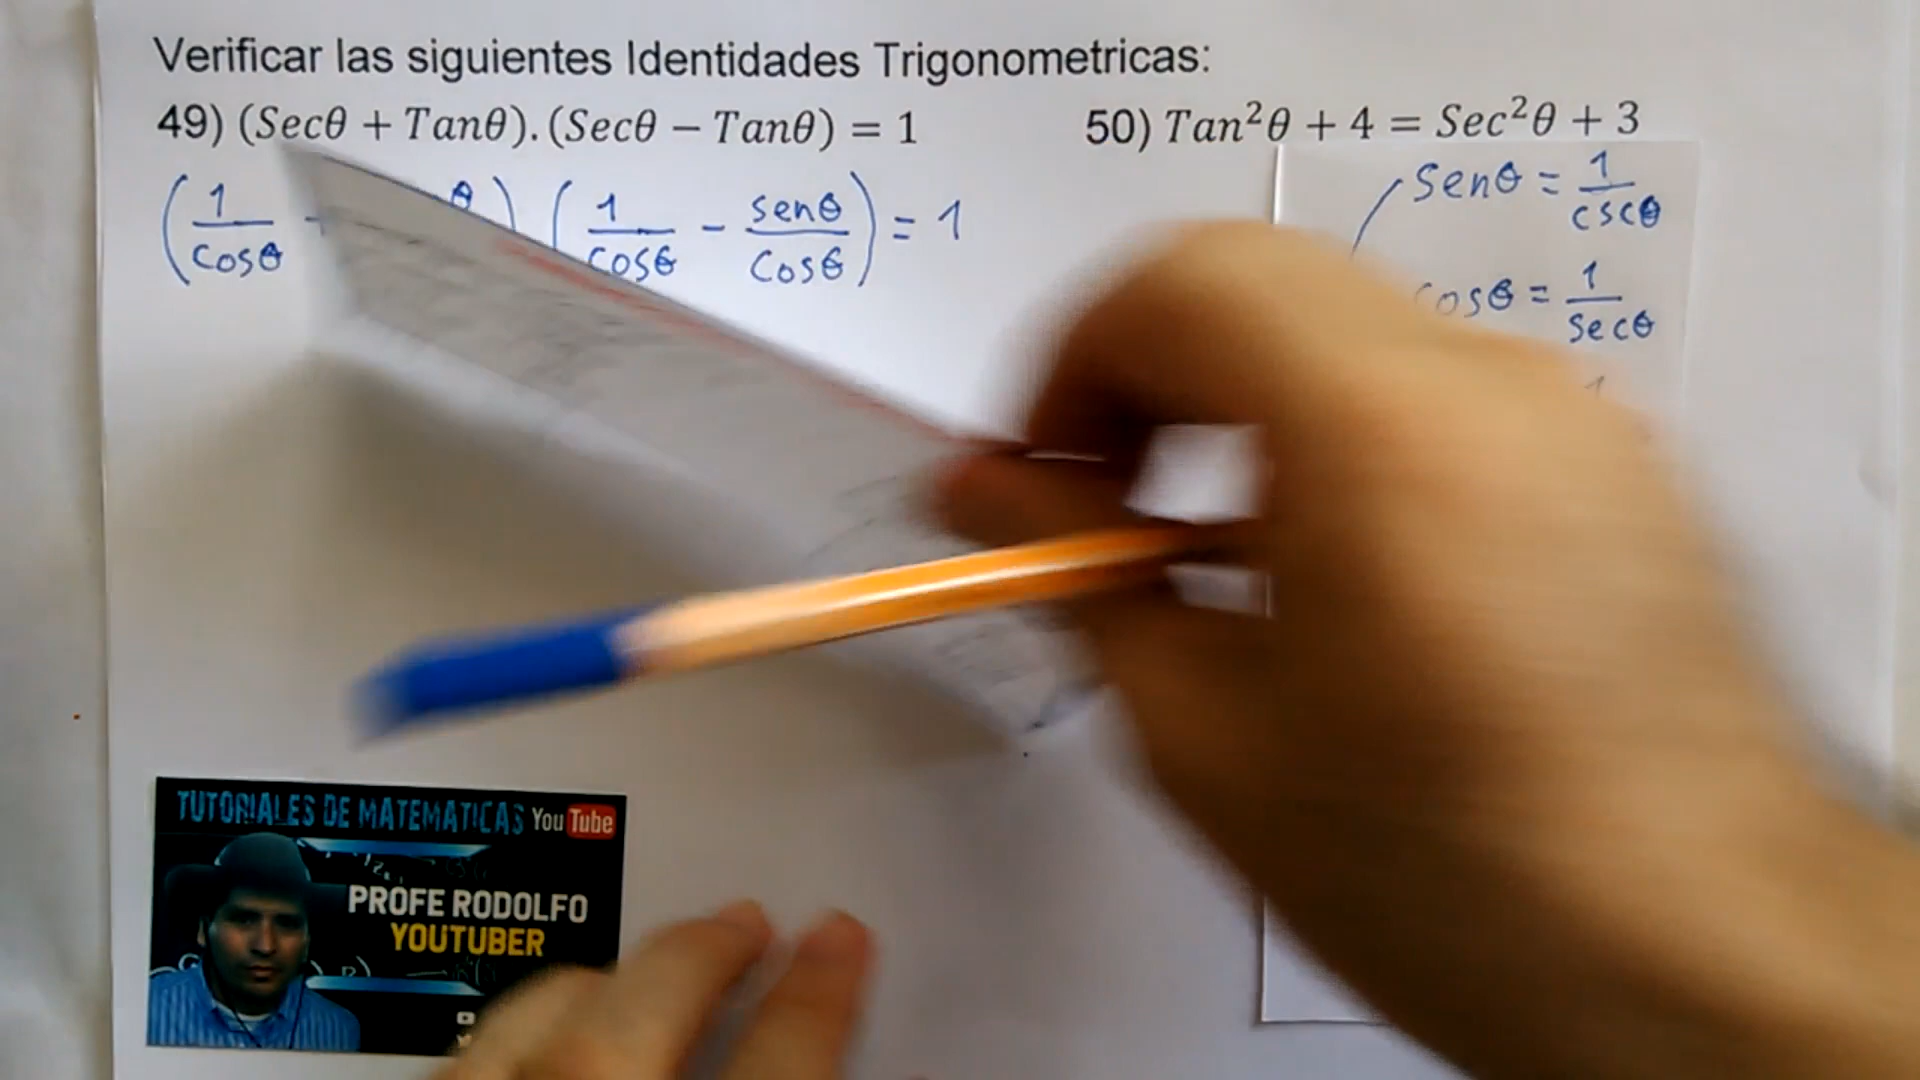 Verificar las siguientes Identidades Trigonometricas:
49) (Secθ + Tanθ).(Secθ − Tanθ) = 1
50) Tan²θ + 4 = Sec²θ + 3
(1/cosθ + θ) (1/cosθ − senθ/cosθ) = 1
senθ = 1/cscθ
cosθ = 1/secθ
1
TUTORIALES DE MATEMATICAS YouTube
PROFE RODOLFO
YOUTUBER